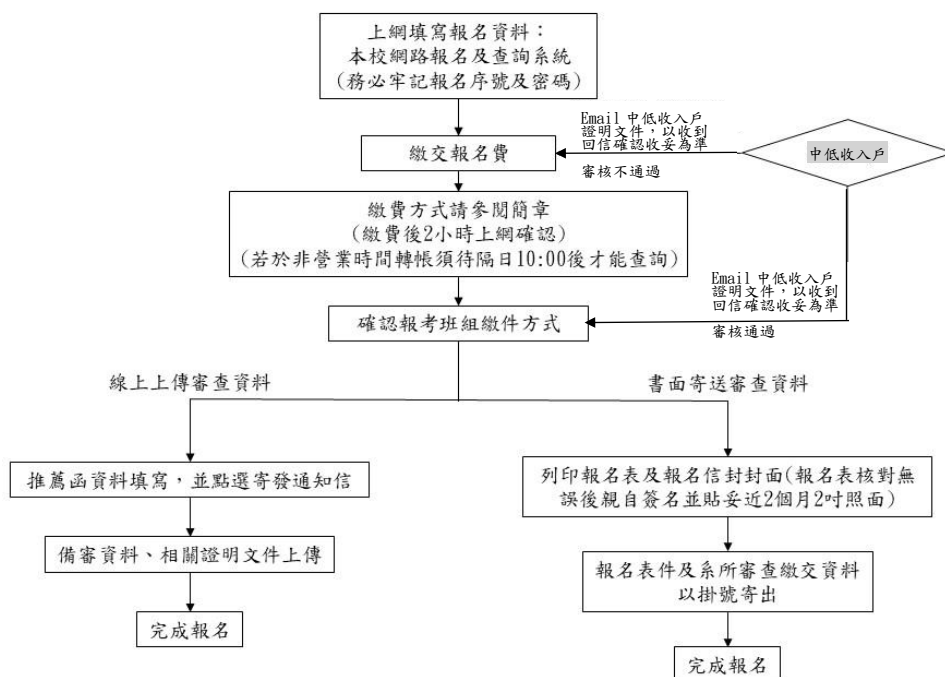 上網填寫報名資料：
本校網路報名及查詢系統
(務必牢記報名序號及密碼)
Email 中低收入戶
證明文件，以收到
回信確認收妥為準
審核不通過
中低收入戶
繳交報名費
繳費方式請參閱簡章
(繳費後2小時上網確認)
(若於非營業時間轉帳須待隔日10:00後才能查詢)
Email 中低收入戶
證明文件，以收到
回信確認收妥為準
審核通過
確認報考班組繳件方式
線上上傳審查資料
書面寄送審查資料
推薦函資料填寫，並點選寄發通知信
備審資料、相關證明文件上傳
完成報名
列印報名表及報名信封封面(報名表核對無
誤後親自簽名並貼妥近2個月2吋照面)
報名表件及系所審查繳交資料
以掛號寄出
完成報名